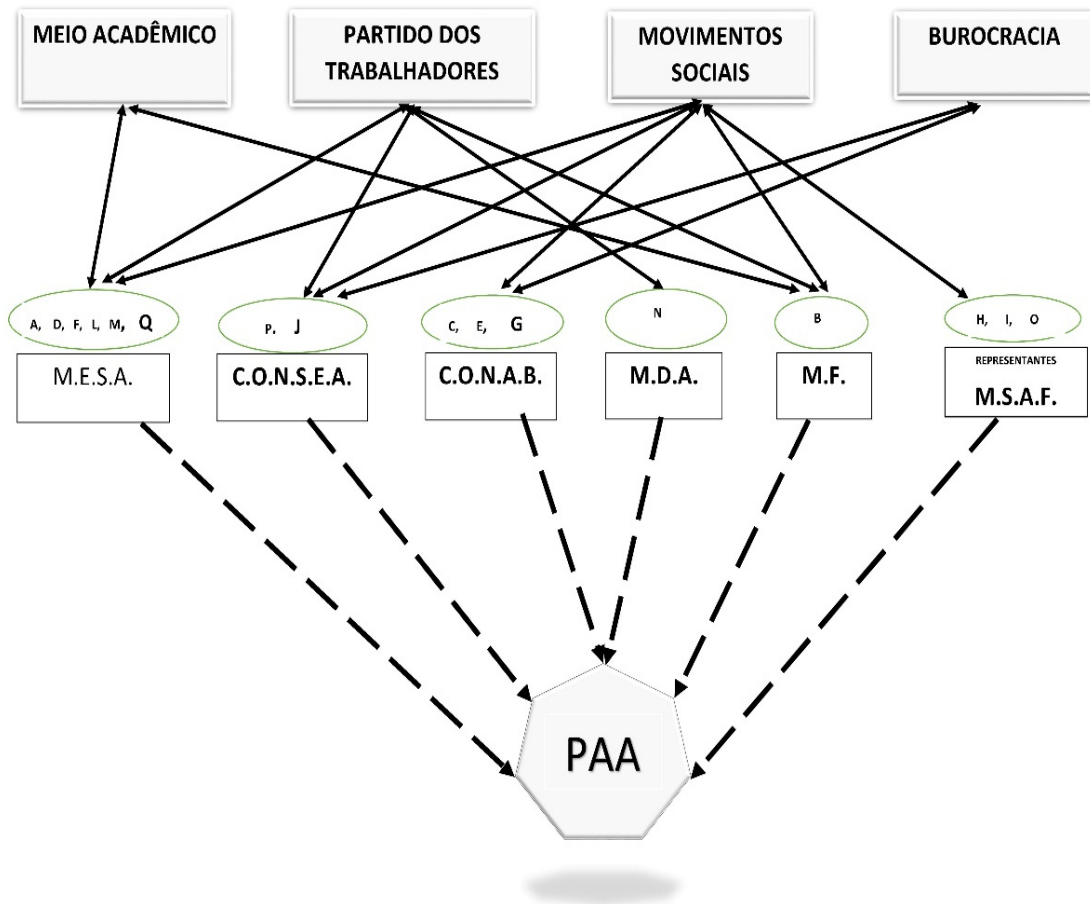 MEIO ACADÊMICO
PARTIDO DOS
TRABALHADORES
MOVIMENTOS
SOCIAIS
BUROCRACIA
A, D, F, L, M, Q
P, J
C, E, G
N
B
H, I, O
M.E.S.A.
C.O.N.S.E.A.
C.O.N.A.B.
M.D.A.
M.F.
REPRESENTANTES
M.S.A.F.
PAA